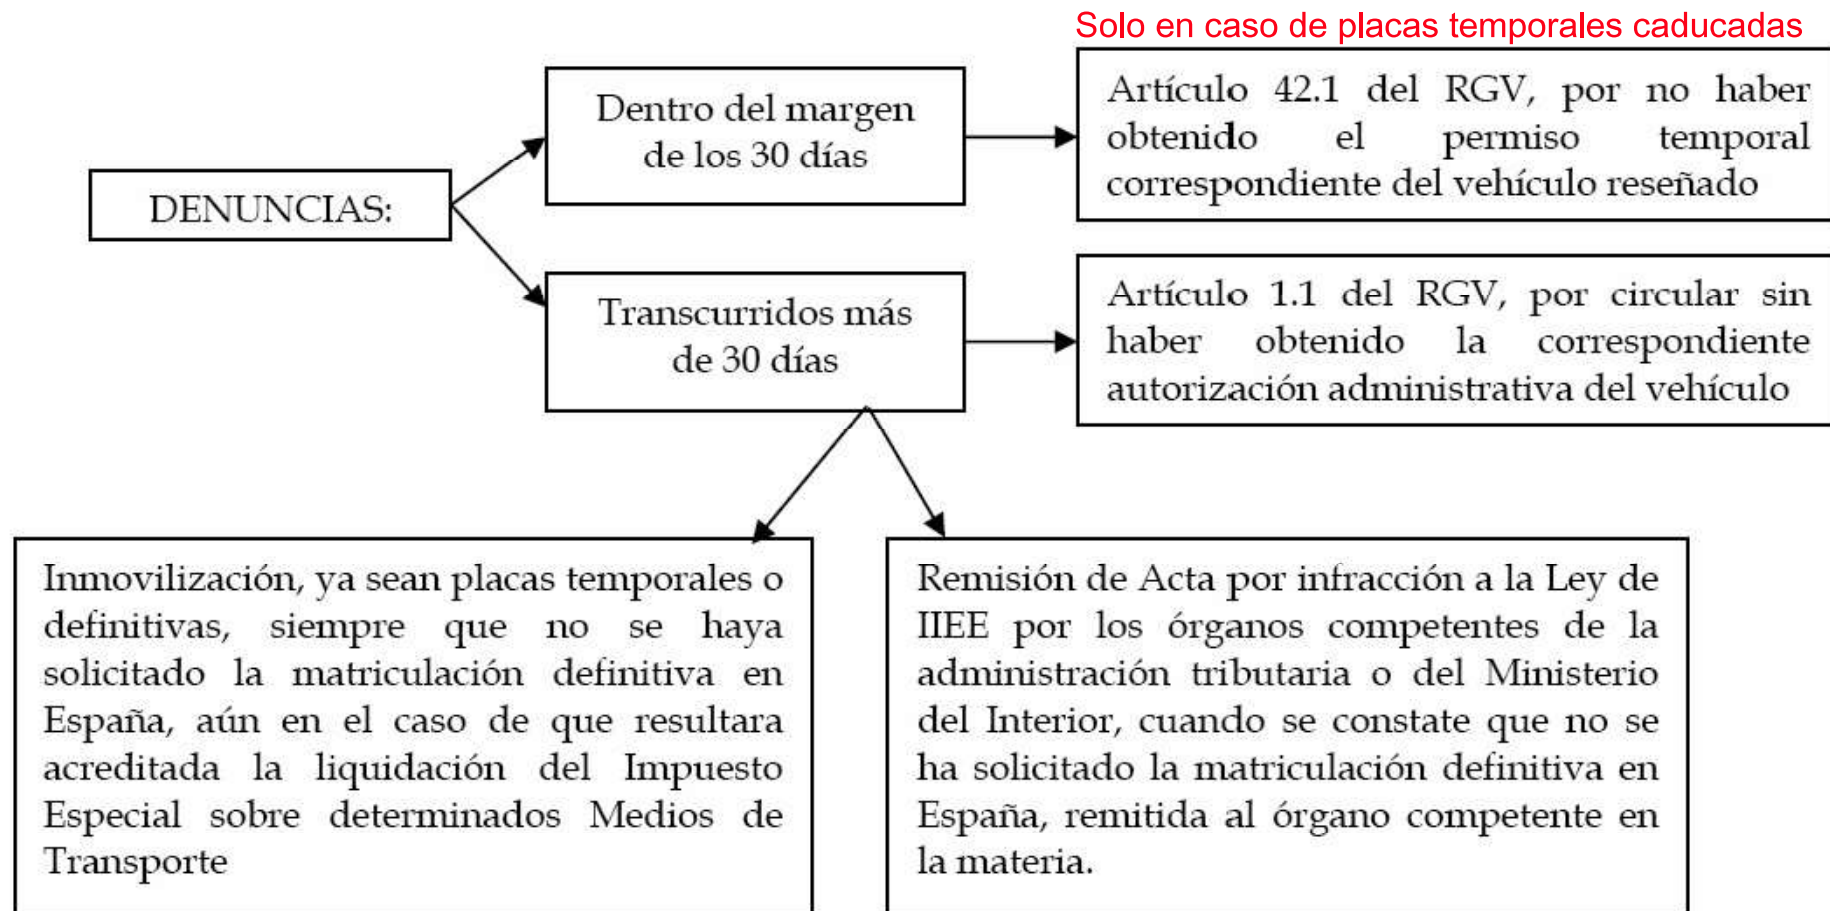 Solo en caso de placas temporales caducadas
DENUNCIAS:
Dentro del margen
de los 30 días
Artículo 42.1 del RGV, por no haber
obtenido el permiso temporal
correspondiente del vehículo reseñado
Transcurridos más
de 30 días
Artículo 1.1 del RGV, por circular sin
haber obtenido la correspondiente
autorización administrativa del vehículo
Inmovilización, ya sean placas temporales o
definitivas, siempre que no se haya
solicitado la matriculación definitiva en
España, aún en el caso de que resultara
acreditada la liquidación del Impuesto
Especial sobre determinados Medios de
Transporte
Remisión de Acta por infracción a la Ley de
IIEE por los órganos competentes de la
administración tributaria o del Ministerio
del Interior, cuando se constate que no se
ha solicitado la matriculación definitiva en
España, remitida al órgano competente en
la materia.